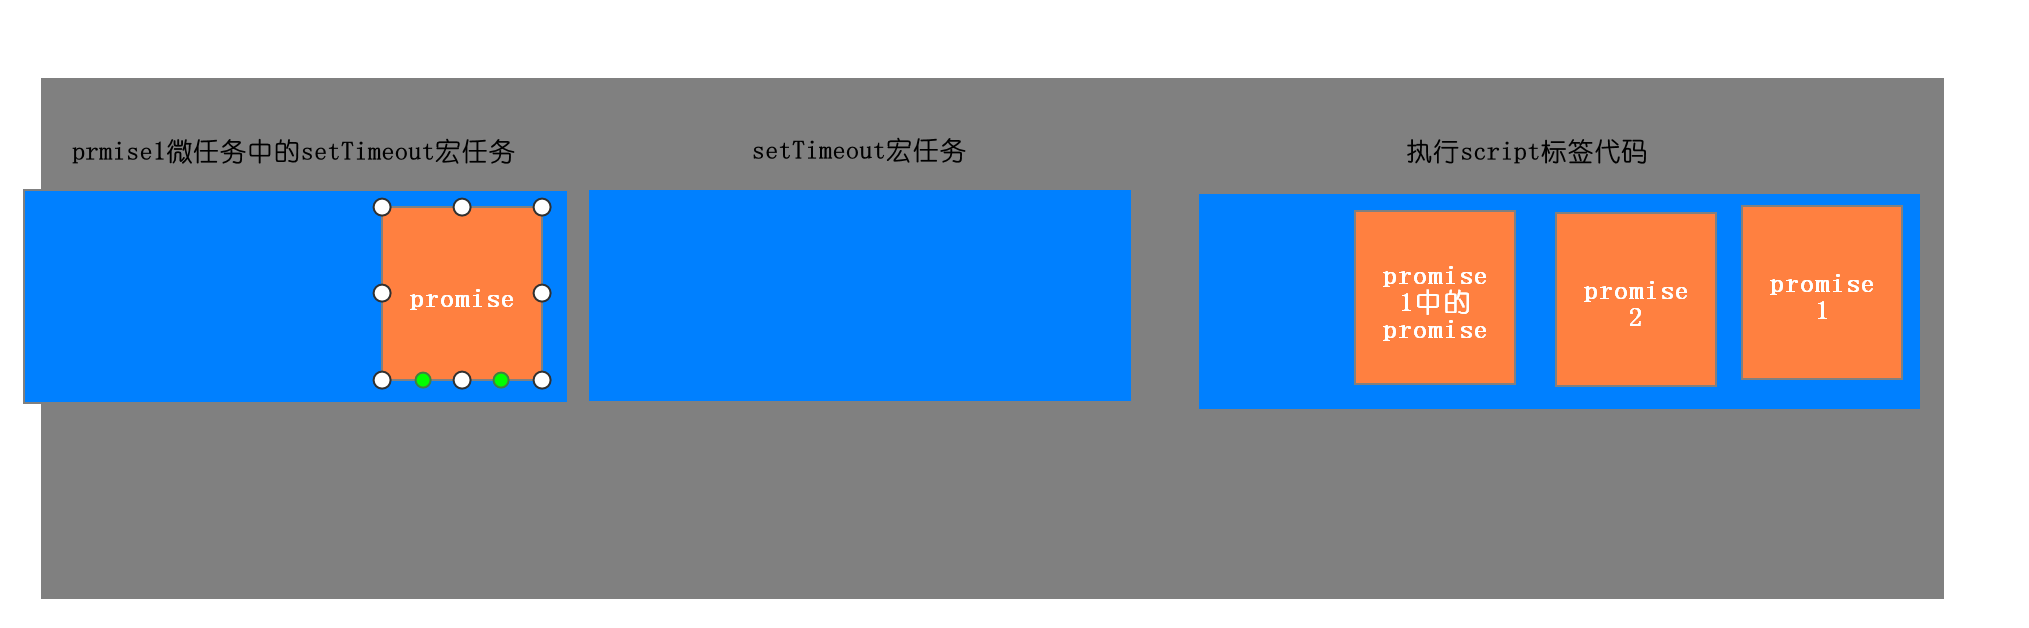 prmise1微任务中的setTimeout宏任务
setTimeout宏任务
执行script标签代码
promise
promise
1中的
promise
promise
2
promise
1